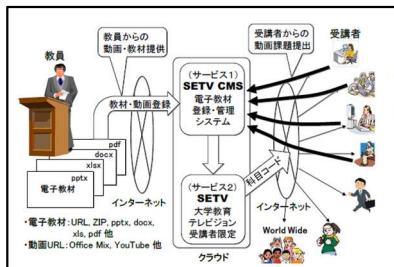 教員
教員からの
動画・教材提供
教材・動画登録
pdf
docx
xlsx
pptx
電子教材
インターネット
・電子教材：URL, ZIP, pptx, docx,
xls, pdf 他
・動画URL：Office Mix, YouTube 他
(サービス1)
SETV CMS
電子教材
登録・管理
システム
(サービス2)
SETV
大学教育
テレビジョン
受講者限定
クラウド
受講者からの
動画課題提出
受講者
科目コード
インターネット
World Wide